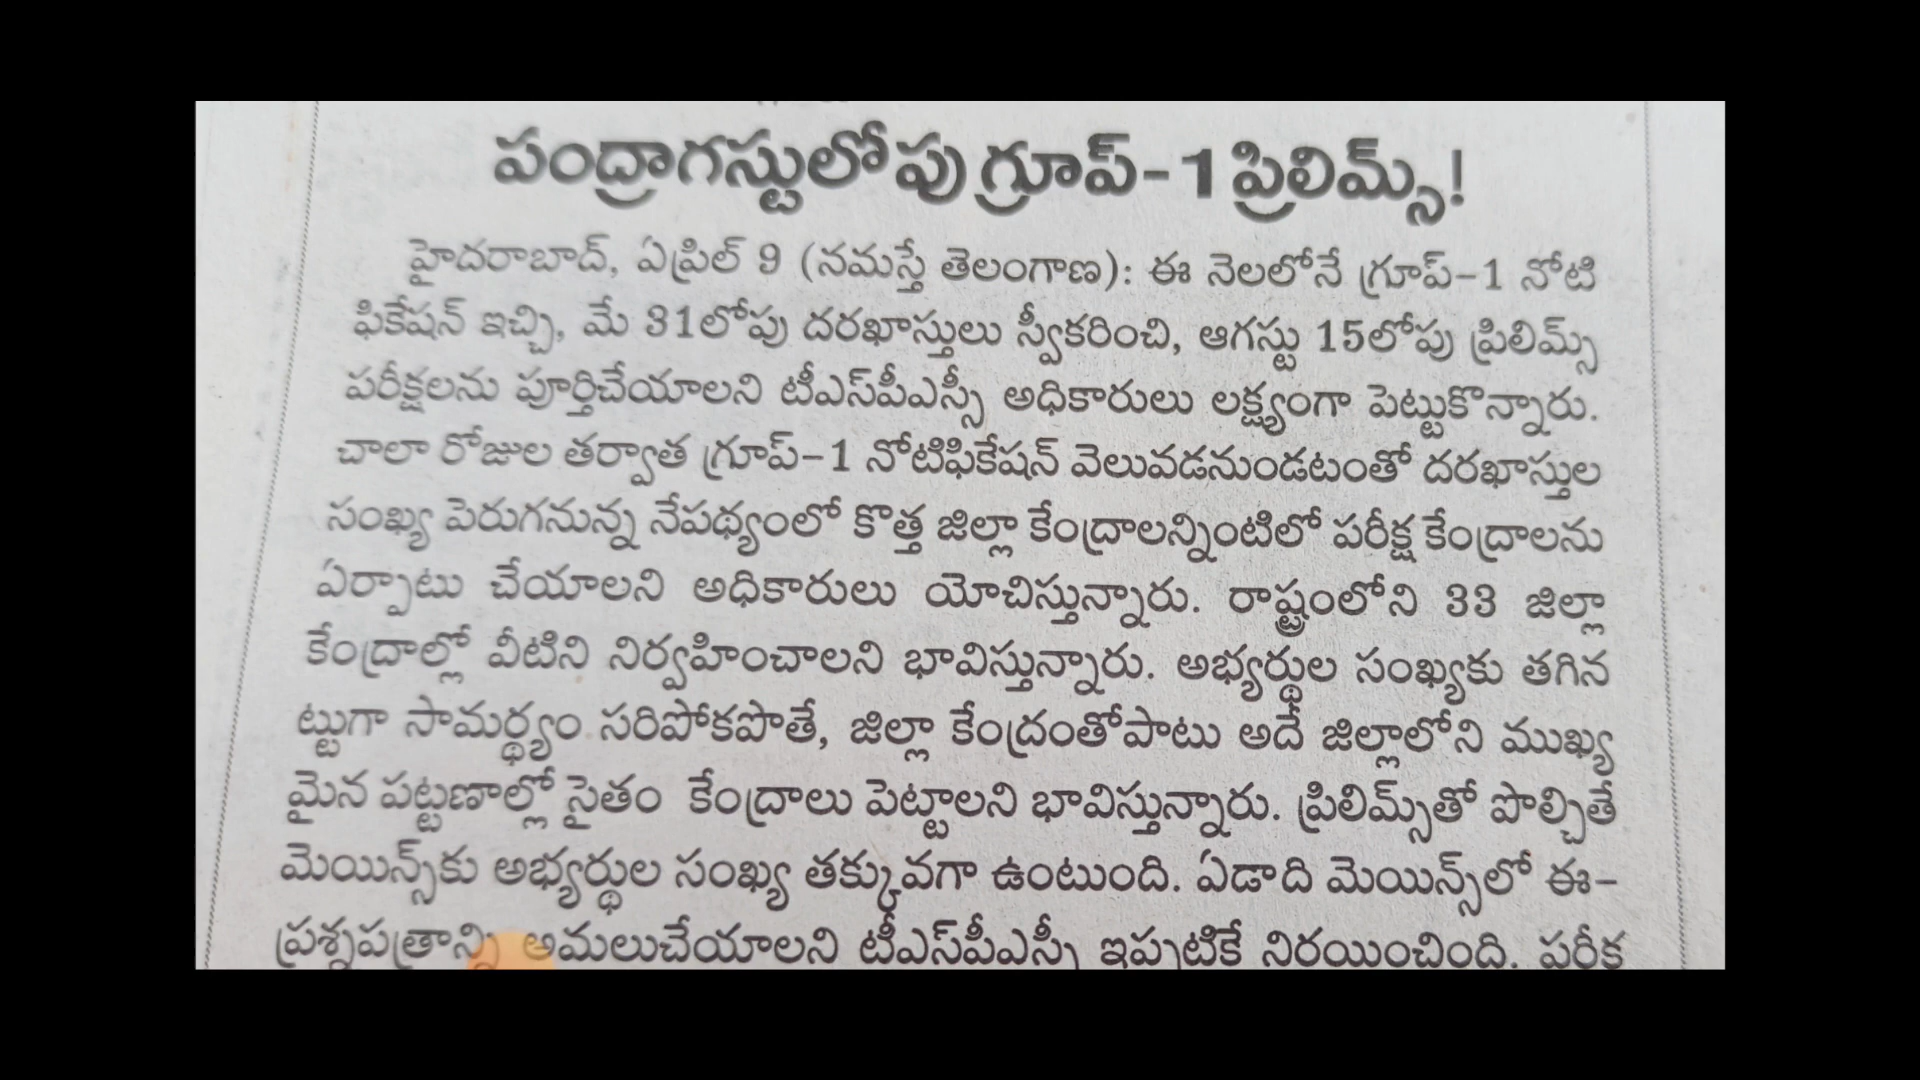 పంద్రాగస్టులోపు గ్రూప్-1 ప్రిలిమ్స్!
హైదరాబాద్, ఏప్రిల్ 9 (నమస్తే తెలంగాణ): ఈ నెలలోనే గ్రూప్-1 నోటి
ఫికేషన్ ఇచ్చి, మే 31లోపు దరఖాస్తులు స్వీకరించి, ఆగస్టు 15లోపు ప్రిలిమ్స్
పరీక్షలను పూర్తిచేయాలని టీఎస్‌పీఎస్సీ అధికారులు లక్ష్యంగా పెట్టుకొన్నారు.
చాలా రోజుల తర్వాత గ్రూప్-1 నోటిఫికేషన్ వెలువడనుండటంతో దరఖాస్తుల
సంఖ్య పెరుగనున్న నేపథ్యంలో కొత్త జిల్లా కేంద్రాలన్నింటిలో పరీక్ష కేంద్రాలను
ఏర్పాటు చేయాలని అధికారులు యోచిస్తున్నారు. రాష్ట్రంలోని 33 జిల్లా
కేంద్రాల్లో వీటిని నిర్వహించాలని భావిస్తున్నారు. అభ్యర్థుల సంఖ్యకు తగిన
ట్టుగా సామర్థ్యం సరిపోకపొతే, జిల్లా కేంద్రంతోపాటు అదే జిల్లాలోని ముఖ్య
మైన పట్టణాల్లో సైతం కేంద్రాలు పెట్టాలని భావిస్తున్నారు. ప్రిలిమ్స్‌తో పొల్చితే
మెయిన్స్‌కు అభ్యర్థుల సంఖ్య తక్కువగా ఉంటుంది. ఏడాది మెయిన్స్‌లో ఈ-
ప్రశ్నపత్రాన్ని అమలుచేయాలని టీఎస్‌పీఎస్సీ ఇప్పటికే నిర్ణయించింది. పరీక్ష